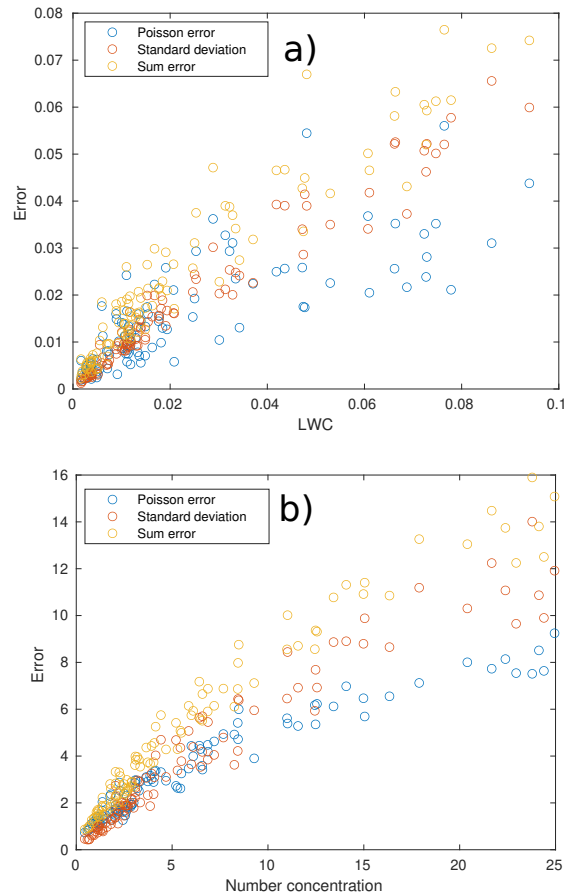 0.08
0.07
0.06
0.05
0.04
0.03
0.02
0.01
0
Error
Poisson error
Standard deviation
Sum error
a)
0 0.02 0.04 0.06 0.08 0.1
LWC
16
14
12
10
8
6
4
2
0
Error
Poisson error
Standard deviation
Sum error
b)
0 5 10 15 20 25
Number concentration